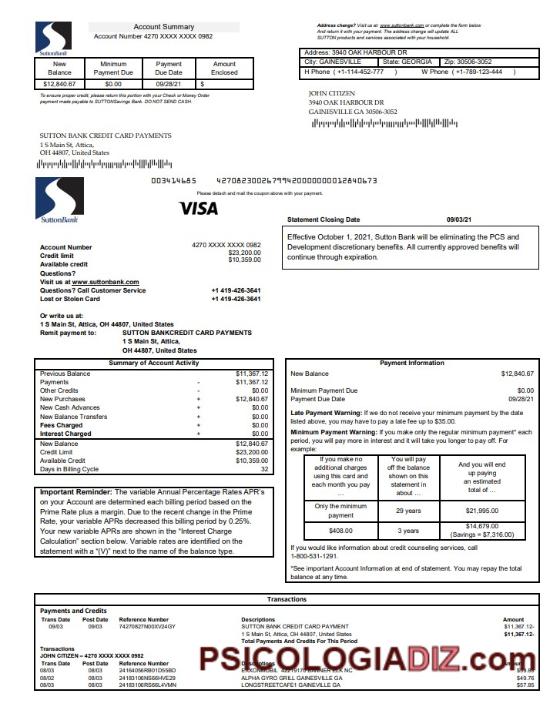 Account Summary
Account Number 4270 XXXX XXXX 0982
SuttonBank
New Balance Minimum Payment Due Payment Due Date Amount Enclosed
$12,840.67 $0.00 09/28/21 $
To ensure proper credit, please return this portion with your Check or Money Order
payment made payable to SUTTONSavings Bank. DO NOT SEND CASH.
Address change? Visit us at www.suttonbank.com or complete the form below
And return it with your payment. The address change will update ALL
SUTTON products and services associated with your household.
Address: 3940 OAK HARBOUR DR
City: GAINESVILLE State: GEORGIA Zip: 30506-3052
H Phone ( +1-114-452-777 ) W Phone ( +1-789-123-444 )
JOHN CITIZEN
3940 OAK HARBOUR DR
GAINESVILLE GA 30506-3052
SUTTON BANK CREDIT CARD PAYMENTS
1 S Main St, Attica,
OH 44807, United States
003414685 4270823002679942000000012840673
Please detach and mail the coupon above with your payment.
SuttonBank
VISA
Statement Closing Date 09/03/21
Effective October 1, 2021, Sutton Bank will be eliminating the PCS and
Development discretionary benefits. All currently approved benefits will
continue through expiration.
Account Number 4270 XXXX XXXX 0982
Credit limit $23,200.00
Available credit $10,359.00
Questions?
Visit us at www.suttonbank.com
Questions? Call Customer Service +1 419-426-3641
Lost or Stolen Card +1 419-426-3641
Or write us at:
1 S Main St, Attica, OH 44807, United States
Remit payment to: SUTTON BANKCREDIT CARD PAYMENTS
1 S Main St, Attica,
OH 44807, United States
Summary of Account Activity
Previous Balance $11,367.12
Payments - $11,367.12
Other Credits - $0.00
New Purchases + $12,840.67
New Cash Advances + $0.00
New Balance Transfers + $0.00
Fees Charged + $0.00
Interest Charged + $0.00
New Balance $12,840.67
Credit Limit $23,200.00
Available Credit $10,359.00
Days in Billing Cycle 32
Important Reminder: The variable Annual Percentage Rates APR's
on your Account are determined each billing period based on the
Prime Rate plus a margin. Due to the recent change in the Prime
Rate, your variable APRs decreased this billing period by 0.25%.
Your new variable APRs are shown in the "Interest Charge
Calculation" section below. Variable rates are identified on the
statement with a "(V)" next to the name of the balance type.
Payment Information
New Balance $12,840.67
Minimum Payment Due $0.00
Payment Due Date 09/28/21
Late Payment Warning: If we do not receive your minimum payment by the date
listed above, you may have to pay a late fee up to $35.00.
Minimum Payment Warning: If you make only the regular minimum payment* each
period, you will pay more in interest and it will take you longer to pay off. For
example:
If you make no additional charges using this card and each month you pay ... You will pay off the balance shown on this statement in about ... And you will end up paying an estimated total of ...
Only the minimum payment 29 years $21,995.00
$408.00 3 years $14,679.00 (Savings = $7,316.00)
If you would like information about credit counseling services, call
1-800-531-1291.
*See important Account Information at end of statement. You may repay the total
balance at any time.
Transactions
Payments and Credits
Trans Date Post Date Reference Number Descriptions Amount
09/03 09/03 74270827N00XV24GY SUTTON BANK CREDIT CARD PAYMENT $11,367.12-
1 S Main St, Attica, OH 44807, United States $11,367.12-
Total Payments And Credits For This Period
Transactions
JOHN CITIZEN – 4270 XXXX XXXX 0982
Trans Date Post Date Reference Number
08/03 08/03
08/02 08/03 ALPHA GYRO GRILL GAINESVILLE GA $49.76
08/03 08/03 LONGSTREETCAFE1 GAINESVILLE GA $57.85
PSICOLOGIADIZ.com